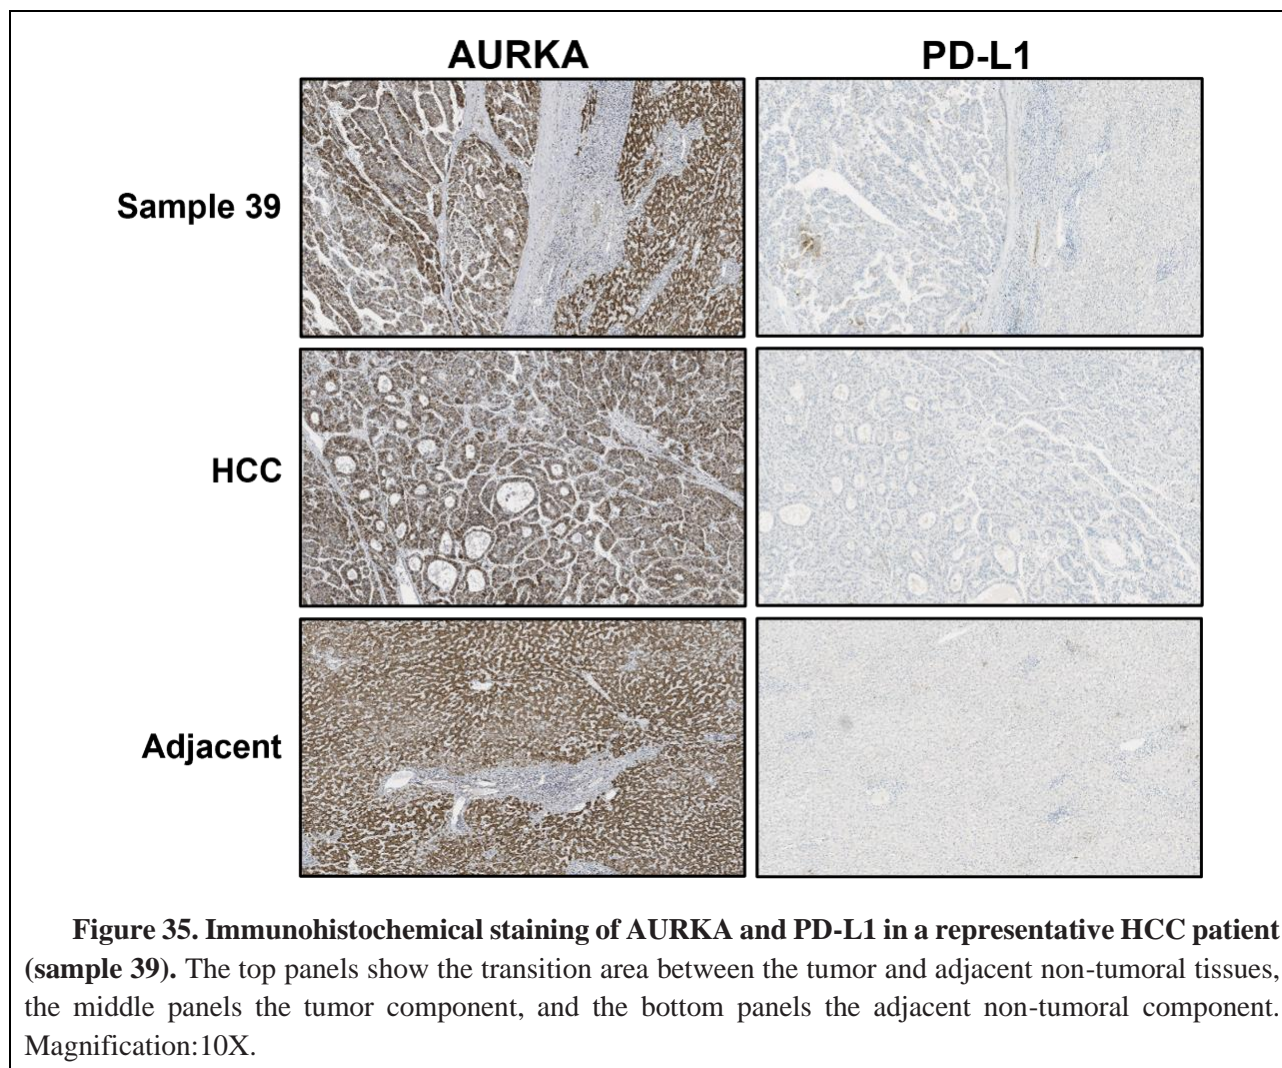 AURKA PD-L1
Sample 39
HCC
Adjacent
Figure 35. Immunohistochemical staining of AURKA and PD-L1 in a representative HCC patient
(sample 39). The top panels show the transition area between the tumor and adjacent non-tumoral tissues,
the middle panels the tumor component, and the bottom panels the adjacent non-tumoral component.
Magnification:10X.